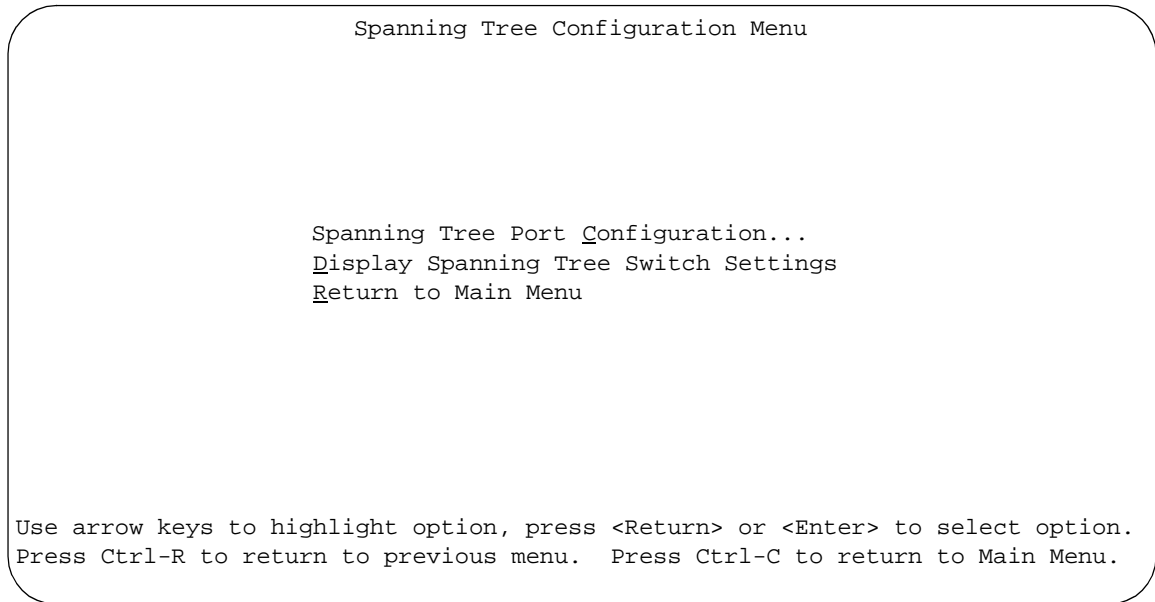 Spanning Tree Configuration Menu
Spanning Tree Port Configuration...
Display Spanning Tree Switch Settings
Return to Main Menu
Use arrow keys to highlight option, press <Return> or <Enter> to select option.
Press Ctrl-R to return to previous menu.  Press Ctrl-C to return to Main Menu.